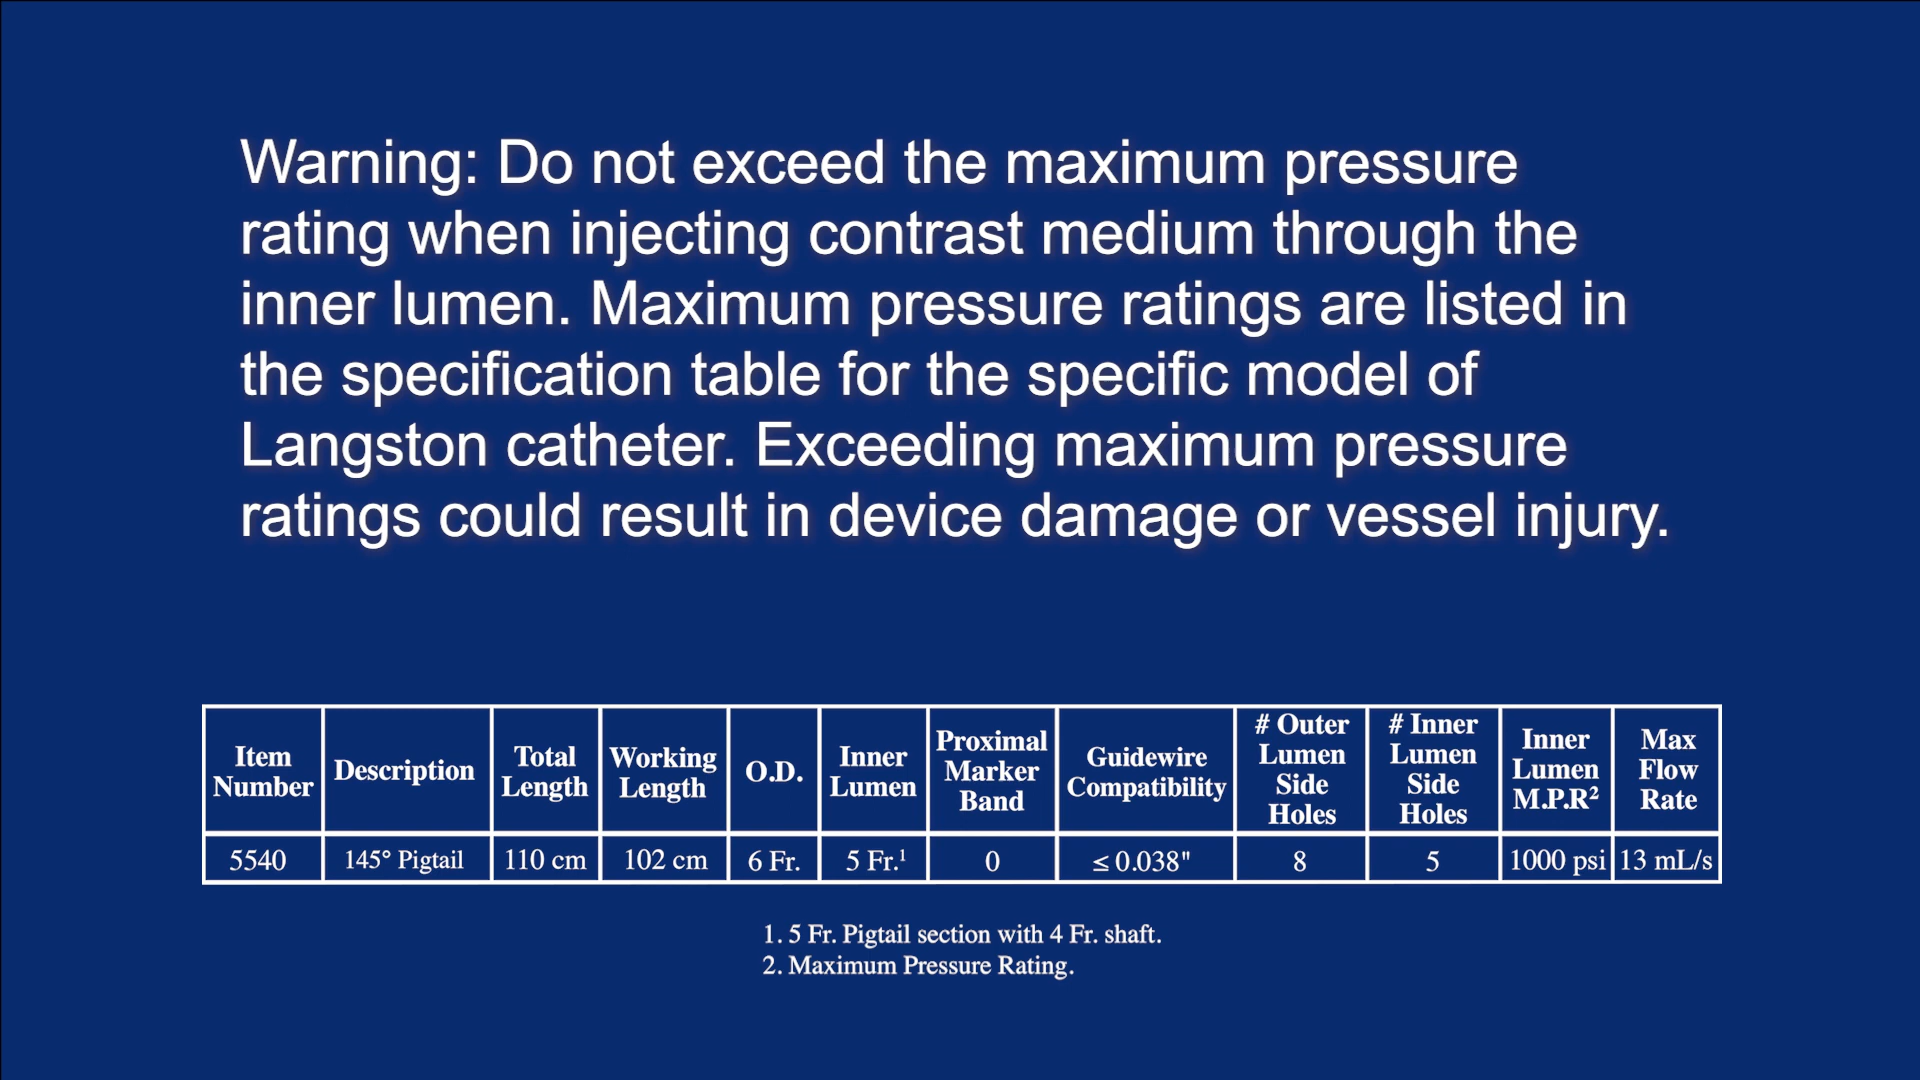 Warning: Do not exceed the maximum pressure
rating when injecting contrast medium through the
inner lumen. Maximum pressure ratings are listed in
the specification table for the specific model of
Langston catheter. Exceeding maximum pressure
ratings could result in device damage or vessel injury.
Item Number | Description | Total Length | Working Length | O.D. | Inner Lumen | Proximal Marker Band | Guidewire Compatibility | # Outer Lumen Side Holes | # Inner Lumen Side Holes | Inner Lumen M.P.R² | Max Flow Rate
5540 | 145° Pigtail | 110 cm | 102 cm | 6 Fr. | 5 Fr.¹ | 0 | ≤ 0.038" | 8 | 5 | 1000 psi | 13 mL/s
1. 5 Fr. Pigtail section with 4 Fr. shaft.
2. Maximum Pressure Rating.